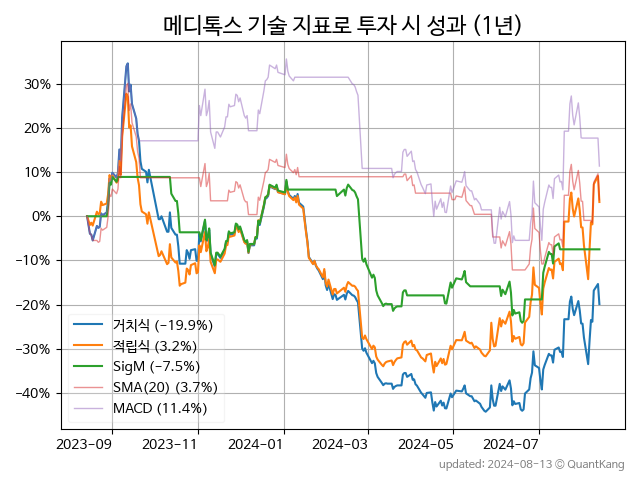 메디톡스 기술 지표로 투자 시 성과 (1년)
30%
20%
10%
0%
−10%
−20%
−30%
−40%
거치식 (−19.9%)
적립식 (3.2%)
SigM (−7.5%)
SMA(20) (3.7%)
MACD (11.4%)
2023-09
2023-11
2024-01
2024-03
2024-05
2024-07
updated: 2024-08-13 © QuantKang